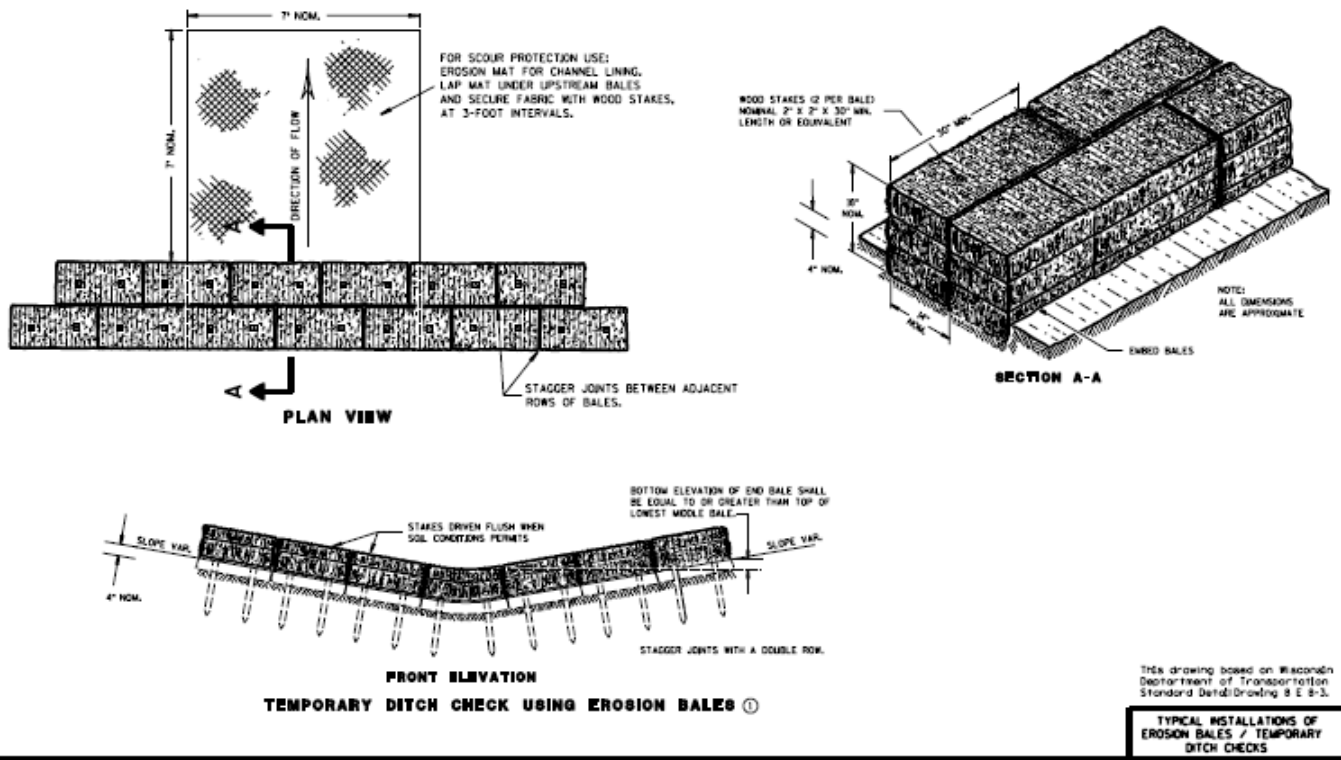 7' NOM.
7' NOM.
DIRECTION OF FLOW
FOR SCOUR PROTECTION USE:
EROSION MAT FOR CHANNEL LINING.
LAP MAT UNDER UPSTREAM BALES
AND SECURE FABRIC WITH WOOD STAKES,
AT 3-FOOT INTERVALS.
A
A
STAGGER JOINTS BETWEEN ADJACENT
ROWS OF BALES.
PLAN VIEW
WOOD STAKES (2 PER BALE)
NOMINAL 2" X 2" X 30" MIN.
LENGTH OR EQUIVALENT
30" MIN.
NOM.
4" NOM.
NOM.
NOTE:
ALL DIMENSIONS
ARE APPROXIMATE
EMBED BALES
SECTION A-A
BOTTOM ELEVATION OF END BALE SHALL
BE EQUAL TO OR GREATER THAN TOP OF
LOWEST MIDDLE BALE.
STAKES DRIVEN FLUSH WHEN
SOIL CONDITIONS PERMITS
SLOPE VAR.
SLOPE VAR.
4" NOM.
STAGGER JOINTS WITH A DOUBLE ROW.
FRONT ELEVATION
TEMPORARY DITCH CHECK USING EROSION BALES ①
This drawing based on Wisconsin
Department of Transportation
Standard Detail Drawing 8 E 8-3.
TYPICAL INSTALLATIONS OF
EROSION BALES / TEMPORARY
DITCH CHECKS